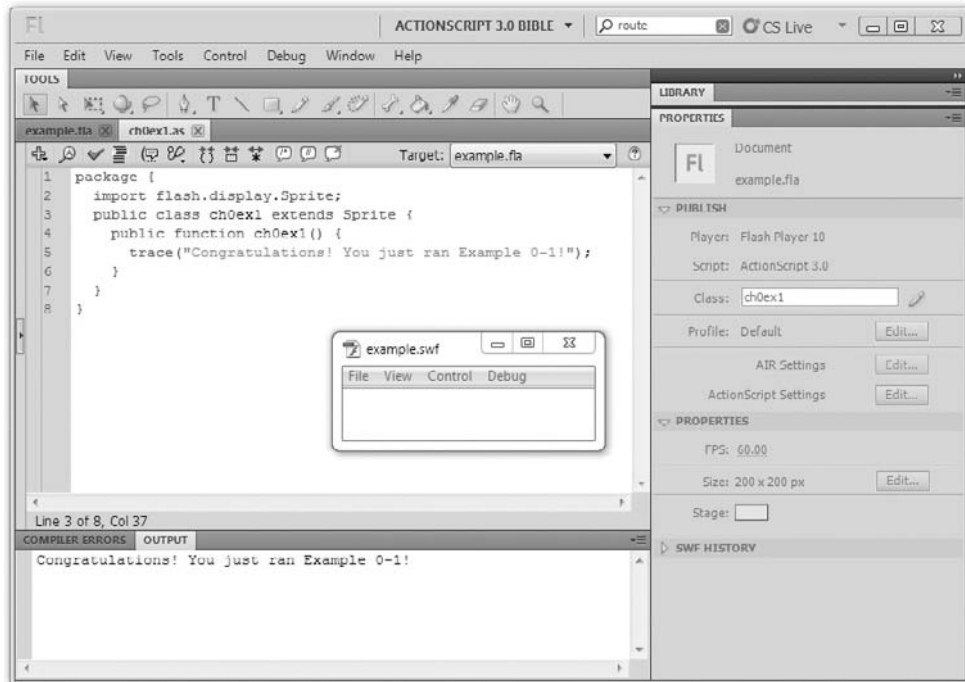 Fl
ACTIONSCRIPT 3.0 BIBLE
route
CS Live
File Edit View Tools Control Debug Window Help
TOOLS
example.fla
ch0ex1.as
Target: example.fla
1 package {
2 import flash.display.Sprite;
3 public class ch0ex1 extends Sprite {
4 public function ch0ex1() {
5 trace("Congratulations! You just ran Example 0-1!");
6 }
7 }
8 }
example.swf
File View Control Debug
Line 3 of 8, Col 37
COMPILER ERRORS OUTPUT
Congratulations! You just ran Example 0-1!
LIBRARY
PROPERTIES
Fl
Document
example.fla
PUBLISH
Player: Flash Player 10
Script: ActionScript 3.0
Class: ch0ex1
Profile: Default Edit...
AIR Settings Edit...
ActionScript Settings Edit...
PROPERTIES
FPS: 60.00
Size: 200 x 200 px Edit...
Stage:
SWF HISTORY